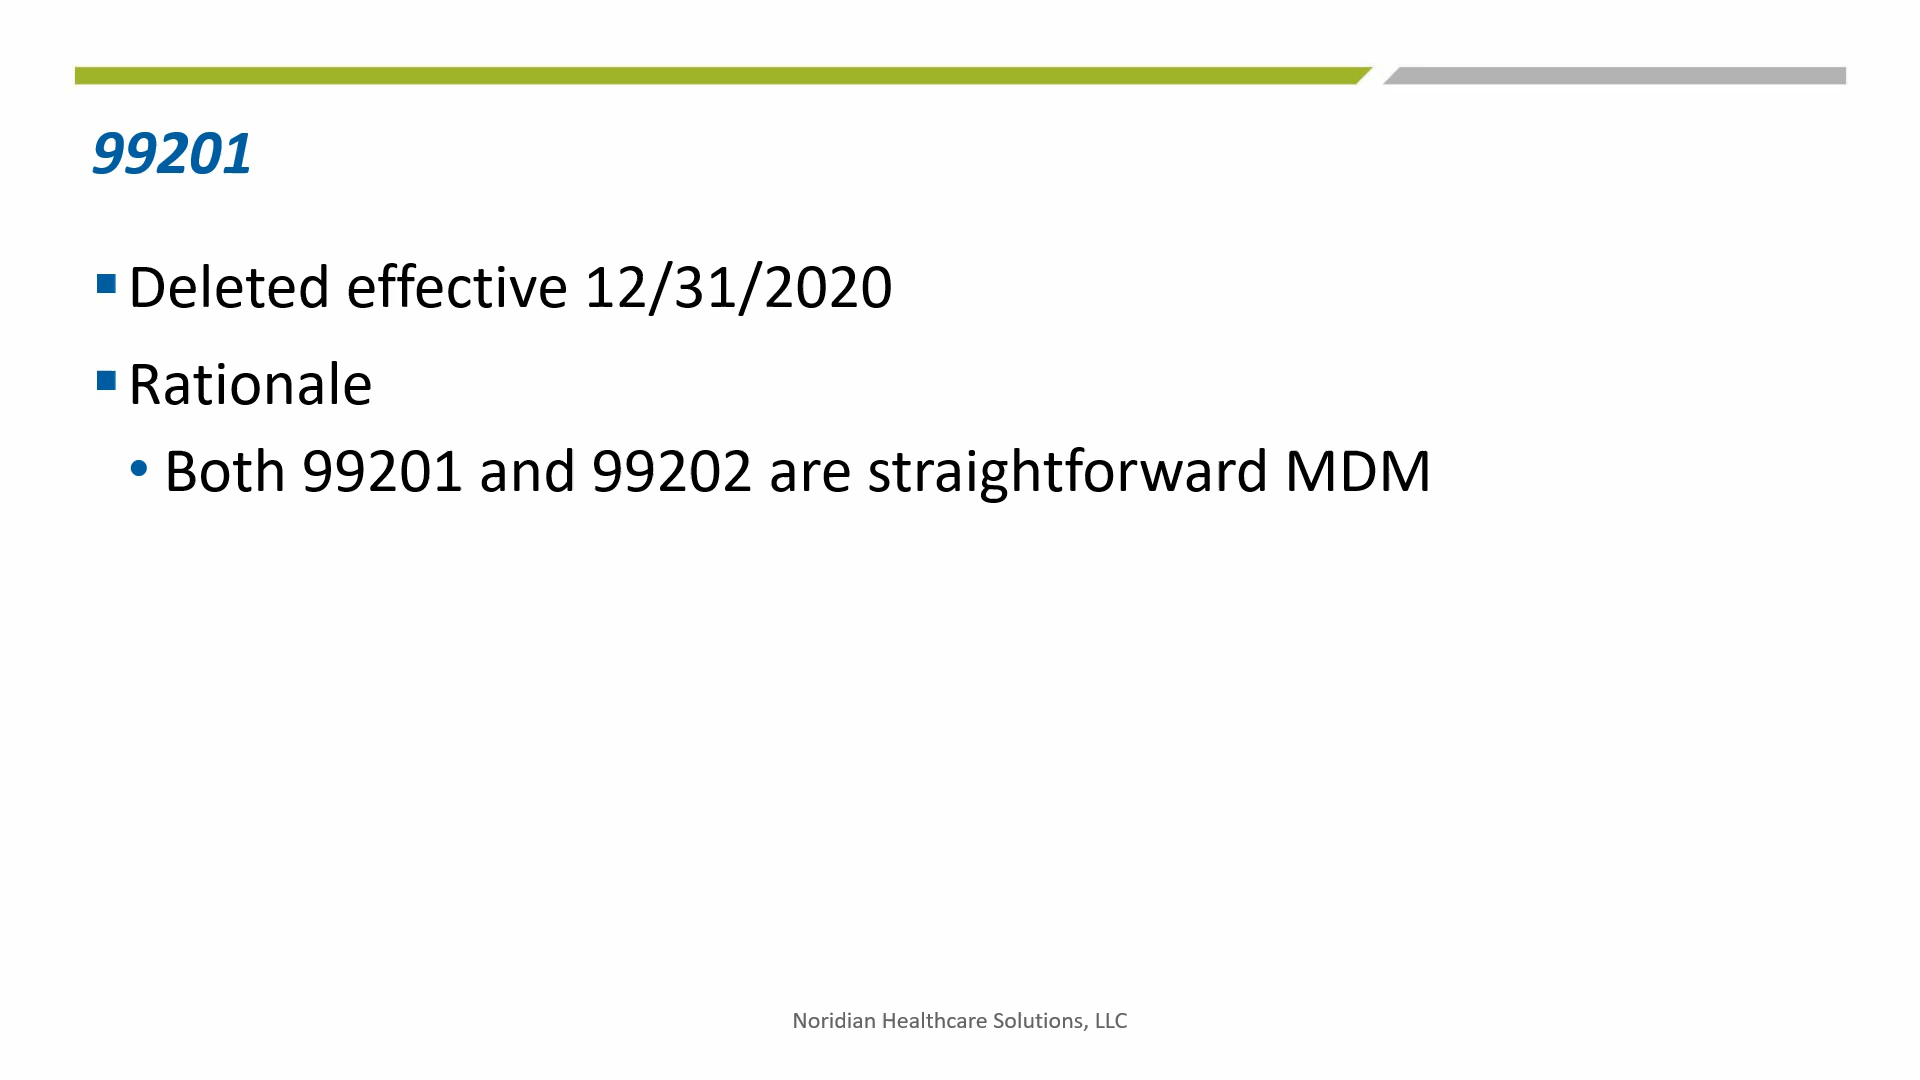 99201
▪ Deleted effective 12/31/2020
▪ Rationale
• Both 99201 and 99202 are straightforward MDM
Noridian Healthcare Solutions, LLC